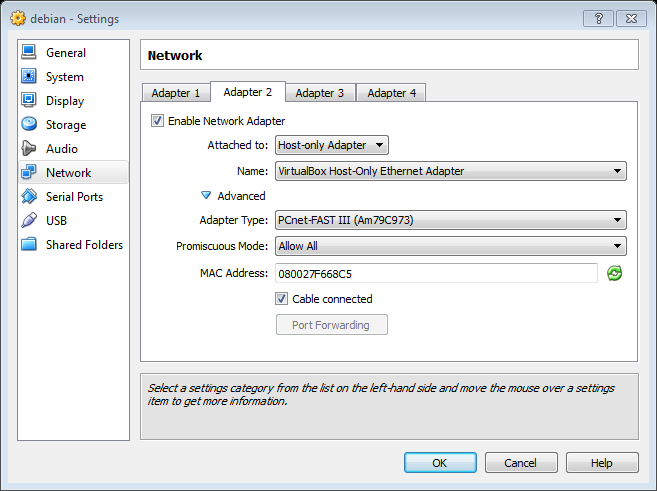 debian - Settings
General
System
Display
Storage
Audio
Network
Serial Ports
USB
Shared Folders
Network
Adapter 1 Adapter 2 Adapter 3 Adapter 4
Enable Network Adapter
Attached to: Host-only Adapter
Name: VirtualBox Host-Only Ethernet Adapter
Advanced
Adapter Type: PCnet-FAST III (Am79C973)
Promiscuous Mode: Allow All
MAC Address: 080027F668C5
Cable connected
Port Forwarding
Select a settings category from the list on the left-hand side and move the mouse over a settings
item to get more information.
OK Cancel Help